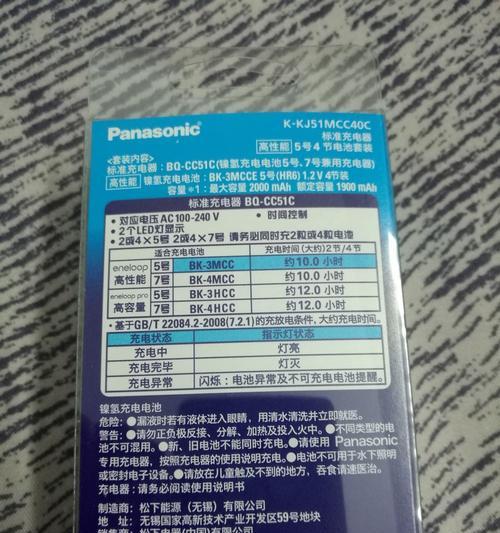 Panasonic
K-KJ51MCC40C
标准充电器
高性能 5号4节电池套装
<套装内容>
标准充电器: BQ-CC51C(镍氢充电电池5号、7号兼用充电器)
高性能 镍氢充电电池: BK-3MCCE 5号(HR6) 1.2V 4节装
容量*1: 最大容量 2000 mAh 额定容量 1900 mAh
标准充电器 BQ-CC51C
• 对应电压 AC 100-240 V • 时间控制
• 2个LED灯显示
• 2或4×5号 2或4×7号 请务必同时充2粒或4粒电池
适合充电电池 充电时间(大约) 2节/4节
eneloop 高性能 5号 BK-3MCC 约10.0 小时
7号 BK-4MCC 约10.0 小时
eneloop pro 高容量 5号 BK-3HCC 约12.0 小时
7号 BK-4HCC 约12.0 小时
• 基于GB/T 22084.2-2008(7.2.1)的充放电条件,大约充电时间。
充电状态 指示灯状态
充电中 灯亮
充电完毕 灯灭
充电异常 闪烁: 电池异常及不可充电电池提醒。
镍氢充电电池
危险: ●漏液时若有液体进入眼睛,用清水清洗并立即就医。
警告: ●请勿正负极反接、分解、加热及投入火中。●不同类型的电
池不可混用。●新、旧电池不能同时充电。●请使用 Panasonic
专用充电器,按照充电器的使用说明充电。●电池不可用于水下照明
或密封电子设备。●请放在儿童触及不到的地方,吞食请速医治。
充电器: 请务必阅读使用说明书
制造商: 松下能源(无锡)有限公司
地 址: 无锡国家高新技术产业开发区59号地块
销售商: 松下电器(中国)有限公司